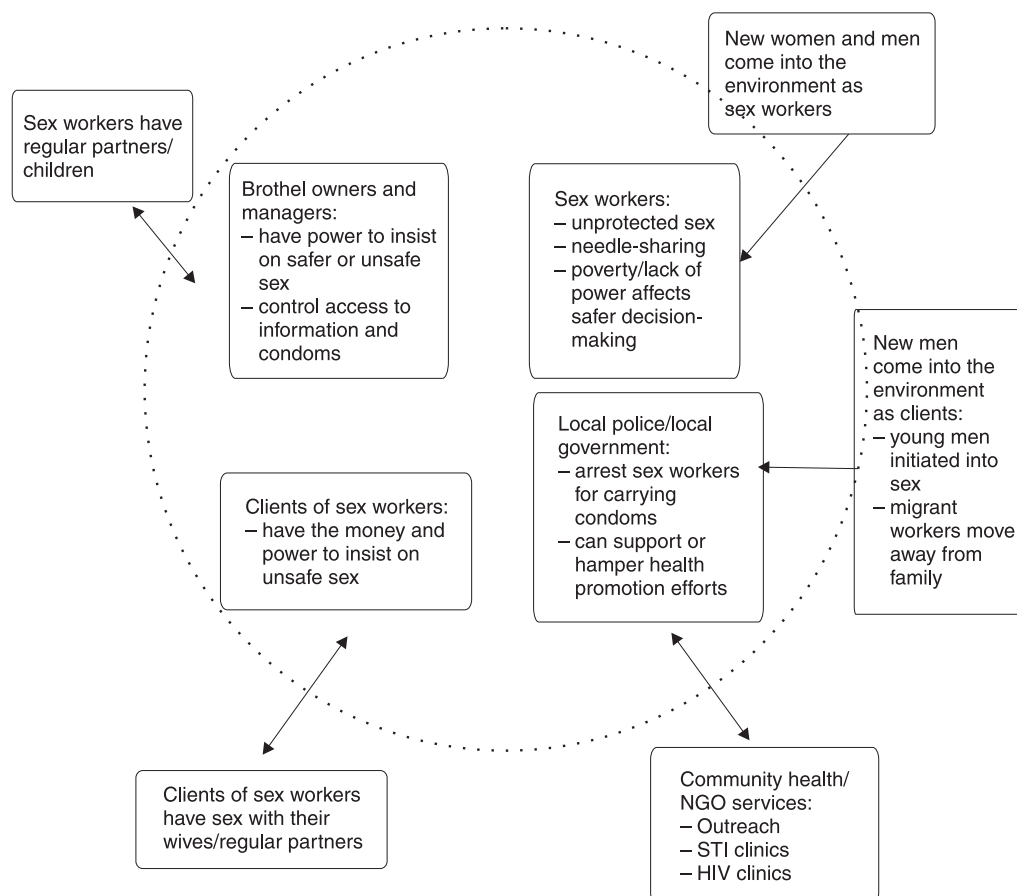 New women and men
come into the
environment as
sex workers
Sex workers have
regular partners/
children
Brothel owners and
managers:
– have power to insist
on safer or unsafe
sex
– control access to
information and
condoms
Sex workers:
– unprotected sex
– needle-sharing
– poverty/lack of
power affects
safer decision-
making
New men
come into the
environment
as clients:
– young men
initiated into
sex
– migrant
workers move
away from
family
Local police/local
government:
– arrest sex workers
for carrying
condoms
– can support or
hamper health
promotion efforts
Clients of sex workers:
– have the money and
power to insist on
unsafe sex
Clients of sex workers
have sex with their
wives/regular partners
Community health/
NGO services:
– Outreach
– STI clinics
– HIV clinics